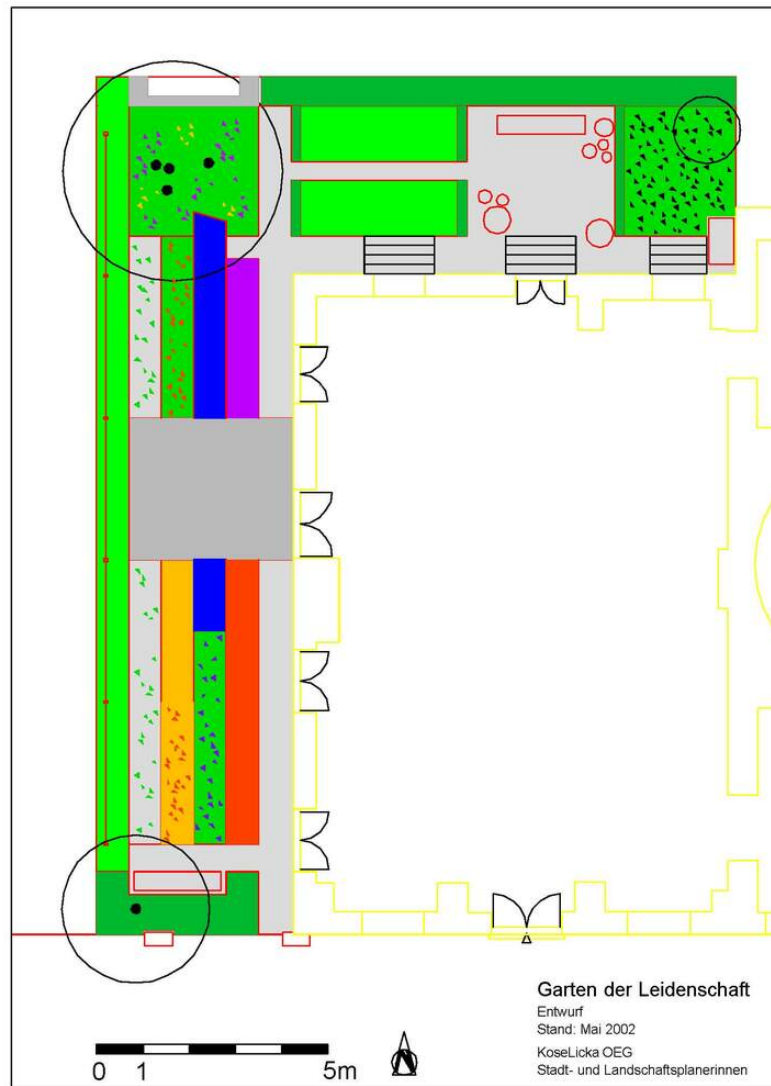 Garten der Leidenschaft
Entwurf
Stand: Mai 2002
KoseLicka OEG
Stadt- und Landschaftsplanerinnen
0 1 5m
N